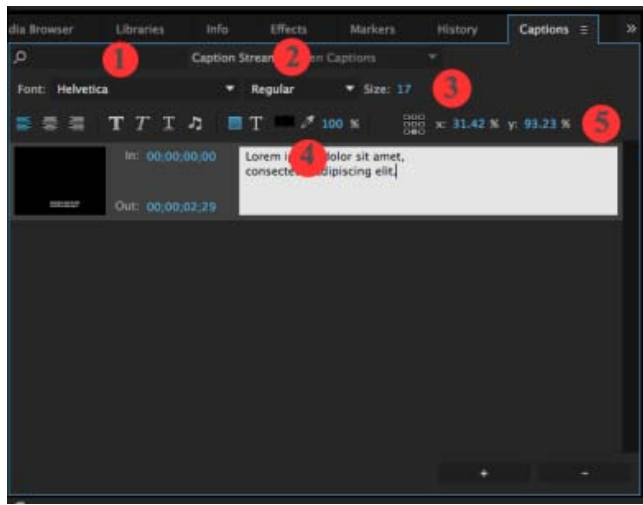 dia Browser Libraries Info Effects Markers History Captions
1 Caption Strea 2 en Captions
Font: Helvetica Regular Size: 17 3
T T T T 100 % x: 31.42 % y: 93.23 % 5
In: 00;00;00;00 Lorem i 4 olor sit amet,
consecte dipiscing elit.
Out: 00;00;02;29
+ -